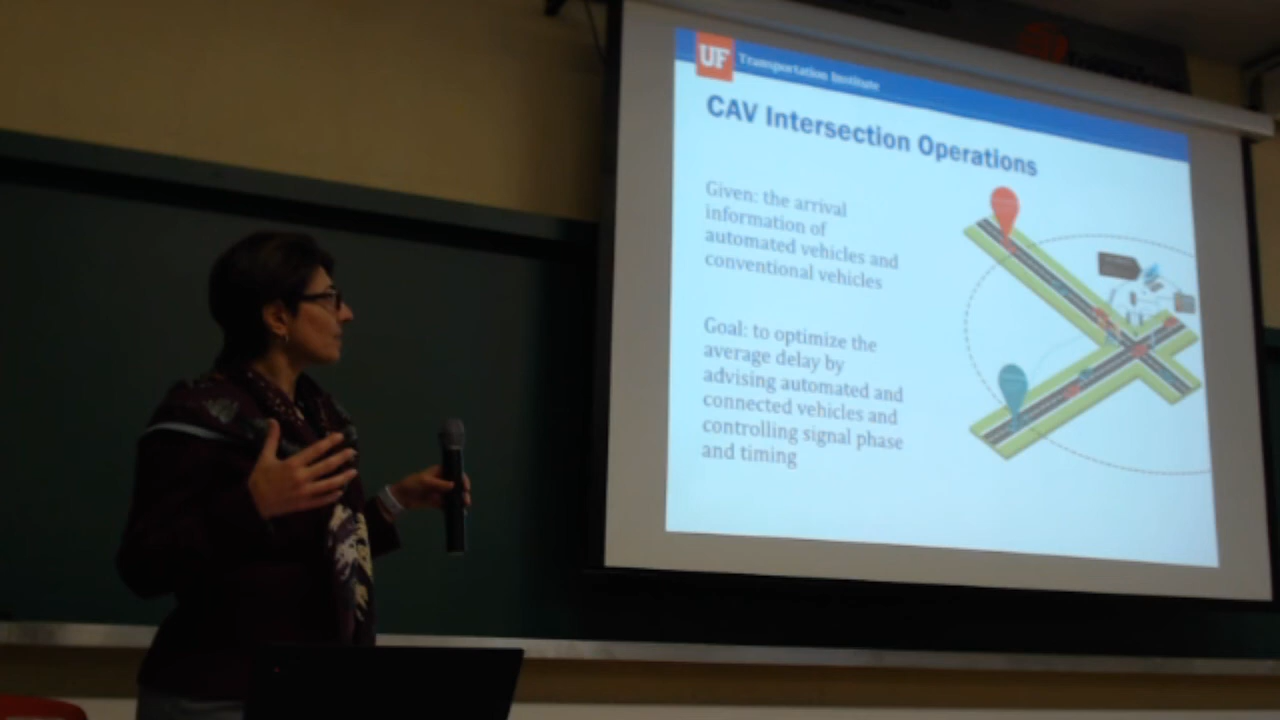 UF Transportation Institute
CAV Intersection Operations
Given: the arrival
information of
automated vehicles and
conventional vehicles
Goal: to optimize the
average delay by
advising automated and
connected vehicles and
controlling signal phase
and timing